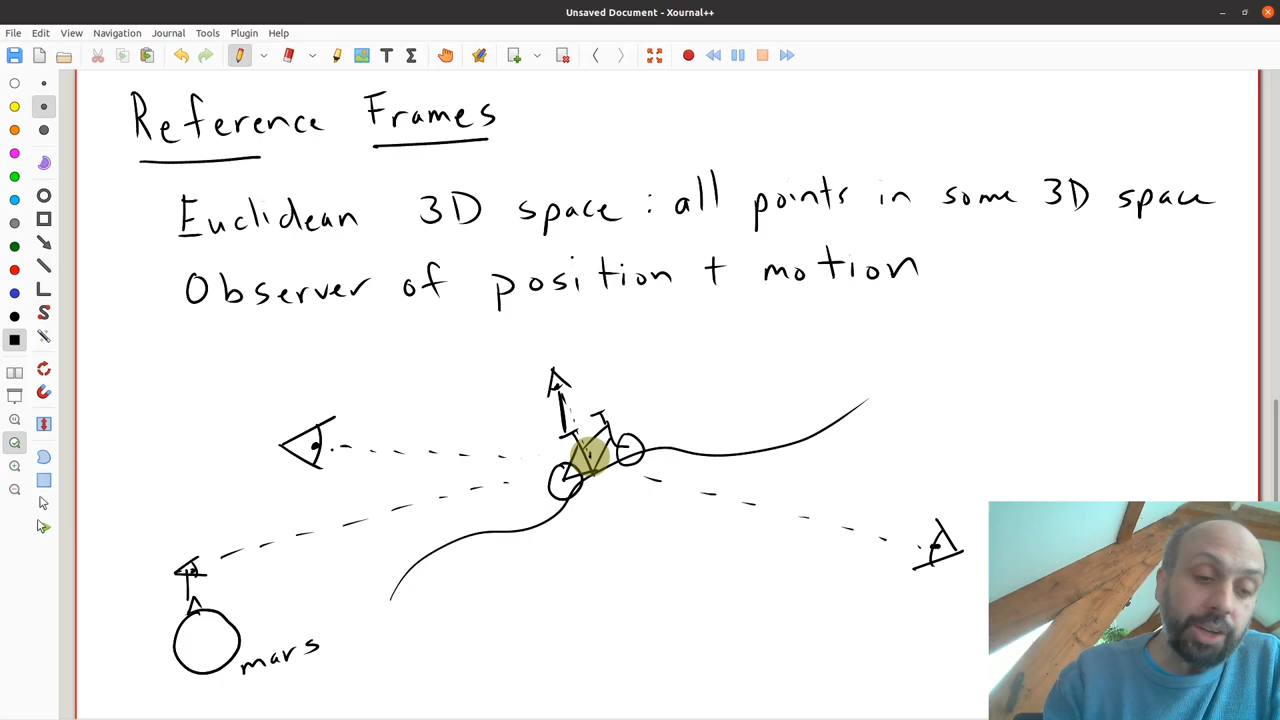 Unsaved Document - Xournal++
File Edit View Navigation Journal Tools Plugin Help
Reference Frames
Euclidean 3D space : all points in some 3D space
Observer of position + motion
mars